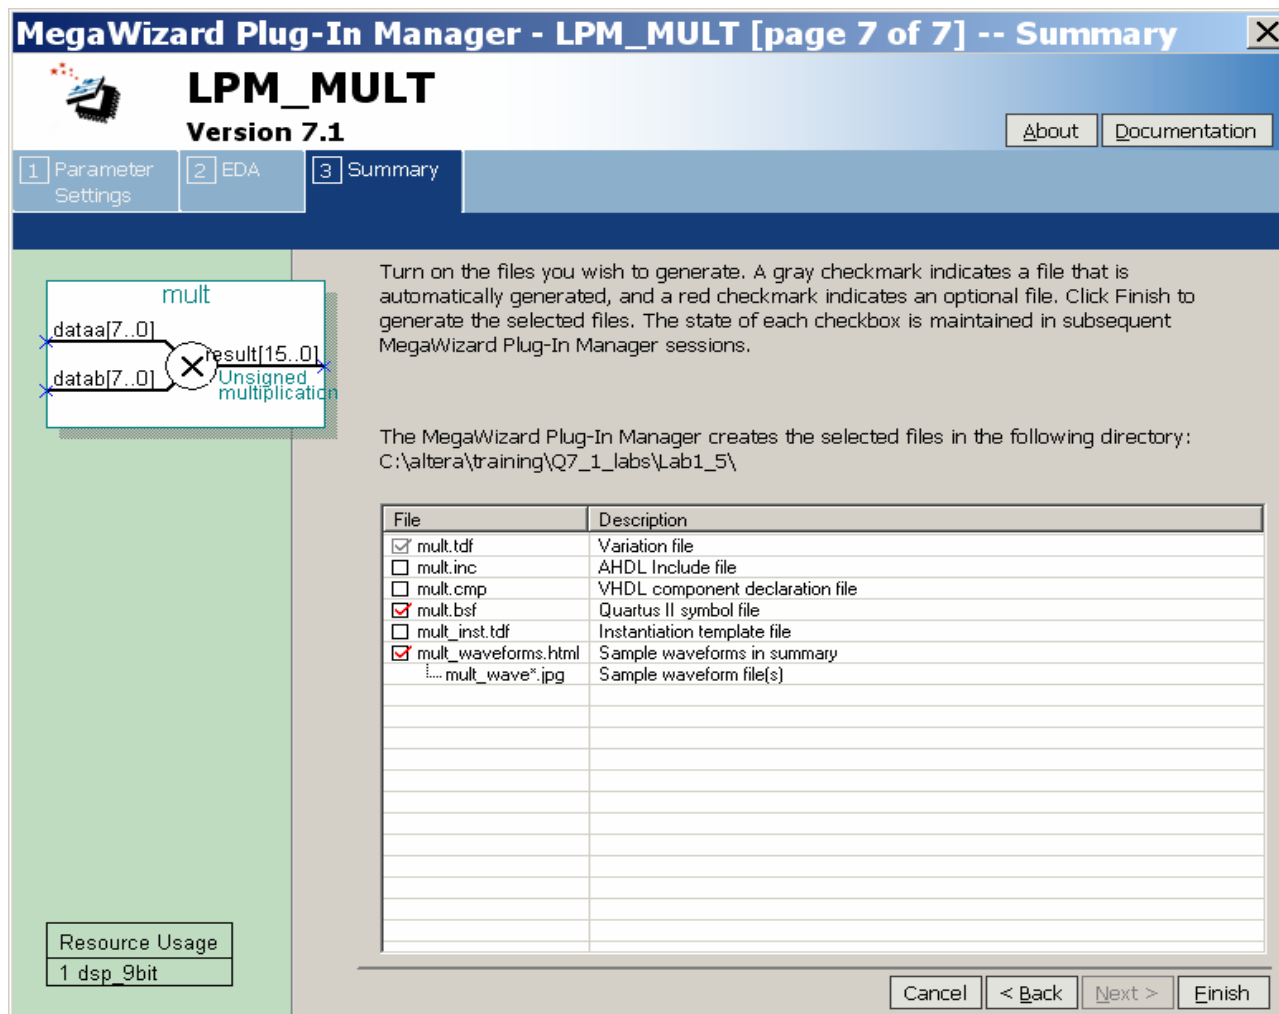 MegaWizard Plug-In Manager - LPM_MULT [page 7 of 7] -- Summary
LPM_MULT
Version 7.1
About
Documentation
1 Parameter Settings
2 EDA
3 Summary
mult
dataa[7..0]
result[15..0]
datab[7..0]
Unsigned
multiplication
Turn on the files you wish to generate. A gray checkmark indicates a file that is
automatically generated, and a red checkmark indicates an optional file. Click Finish to
generate the selected files. The state of each checkbox is maintained in subsequent
MegaWizard Plug-In Manager sessions.
The MegaWizard Plug-In Manager creates the selected files in the following directory:
C:\altera\training\Q7_1_labs\Lab1_5\
File Description
mult.tdf Variation file
mult.inc AHDL Include file
mult.cmp VHDL component declaration file
mult.bsf Quartus II symbol file
mult_inst.tdf Instantiation template file
mult_waveforms.html Sample waveforms in summary
mult_wave*.jpg Sample waveform file(s)
Resource Usage
1 dsp_9bit
Cancel
< Back
Next >
Finish